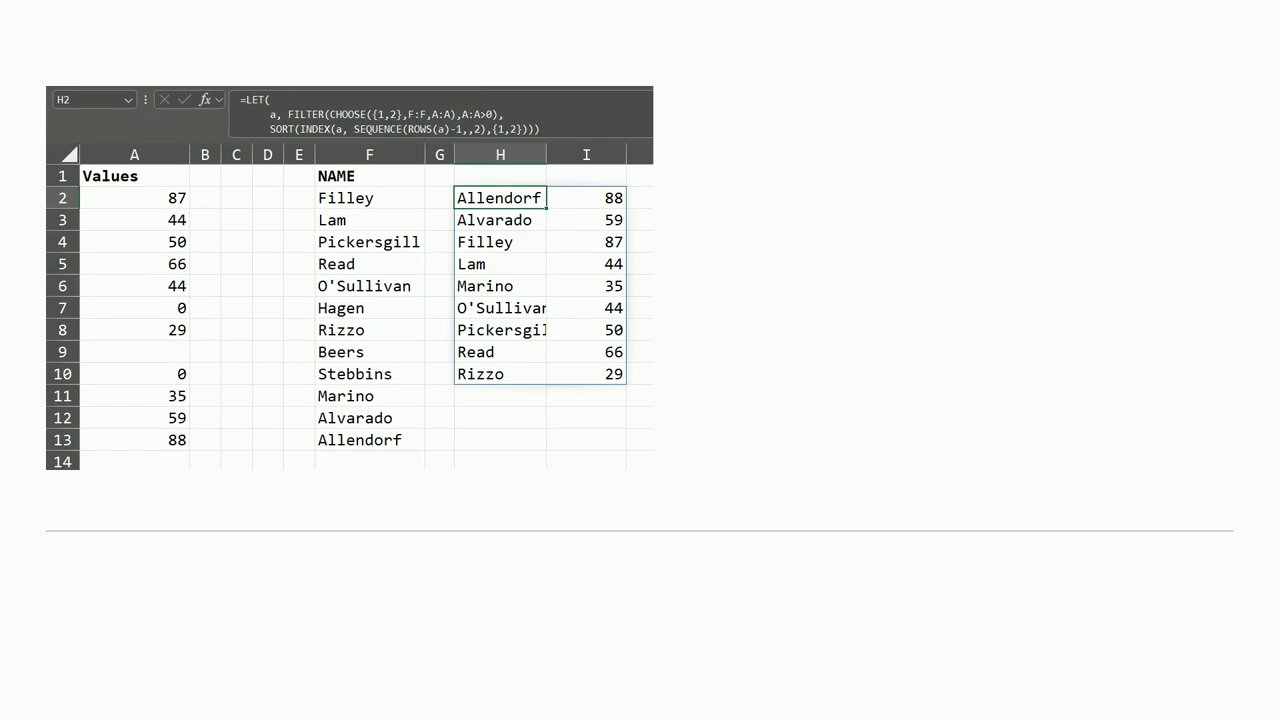 H2 fx =LET(
a, FILTER(CHOOSE({1,2},F:F,A:A),A:A>0),
SORT(INDEX(a, SEQUENCE(ROWS(a)-1,,2),{1,2})))
A B C D E F G H I
1 Values NAME
2 87 Filley Allendorf 88
3 44 Lam Alvarado 59
4 50 Pickersgill Filley 87
5 66 Read Lam 44
6 44 O'Sullivan Marino 35
7 0 Hagen O'Sullivan 44
8 29 Rizzo Pickersgil 50
9 Beers Read 66
10 0 Stebbins Rizzo 29
11 35 Marino
12 59 Alvarado
13 88 Allendorf
14